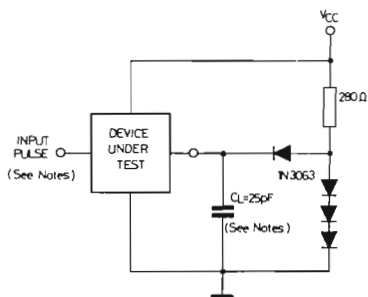 VCC
280Ω
INPUT
PULSE
(See Notes)
DEVICE
UNDER
TEST
1N3063
CL=25pF
(See Notes)